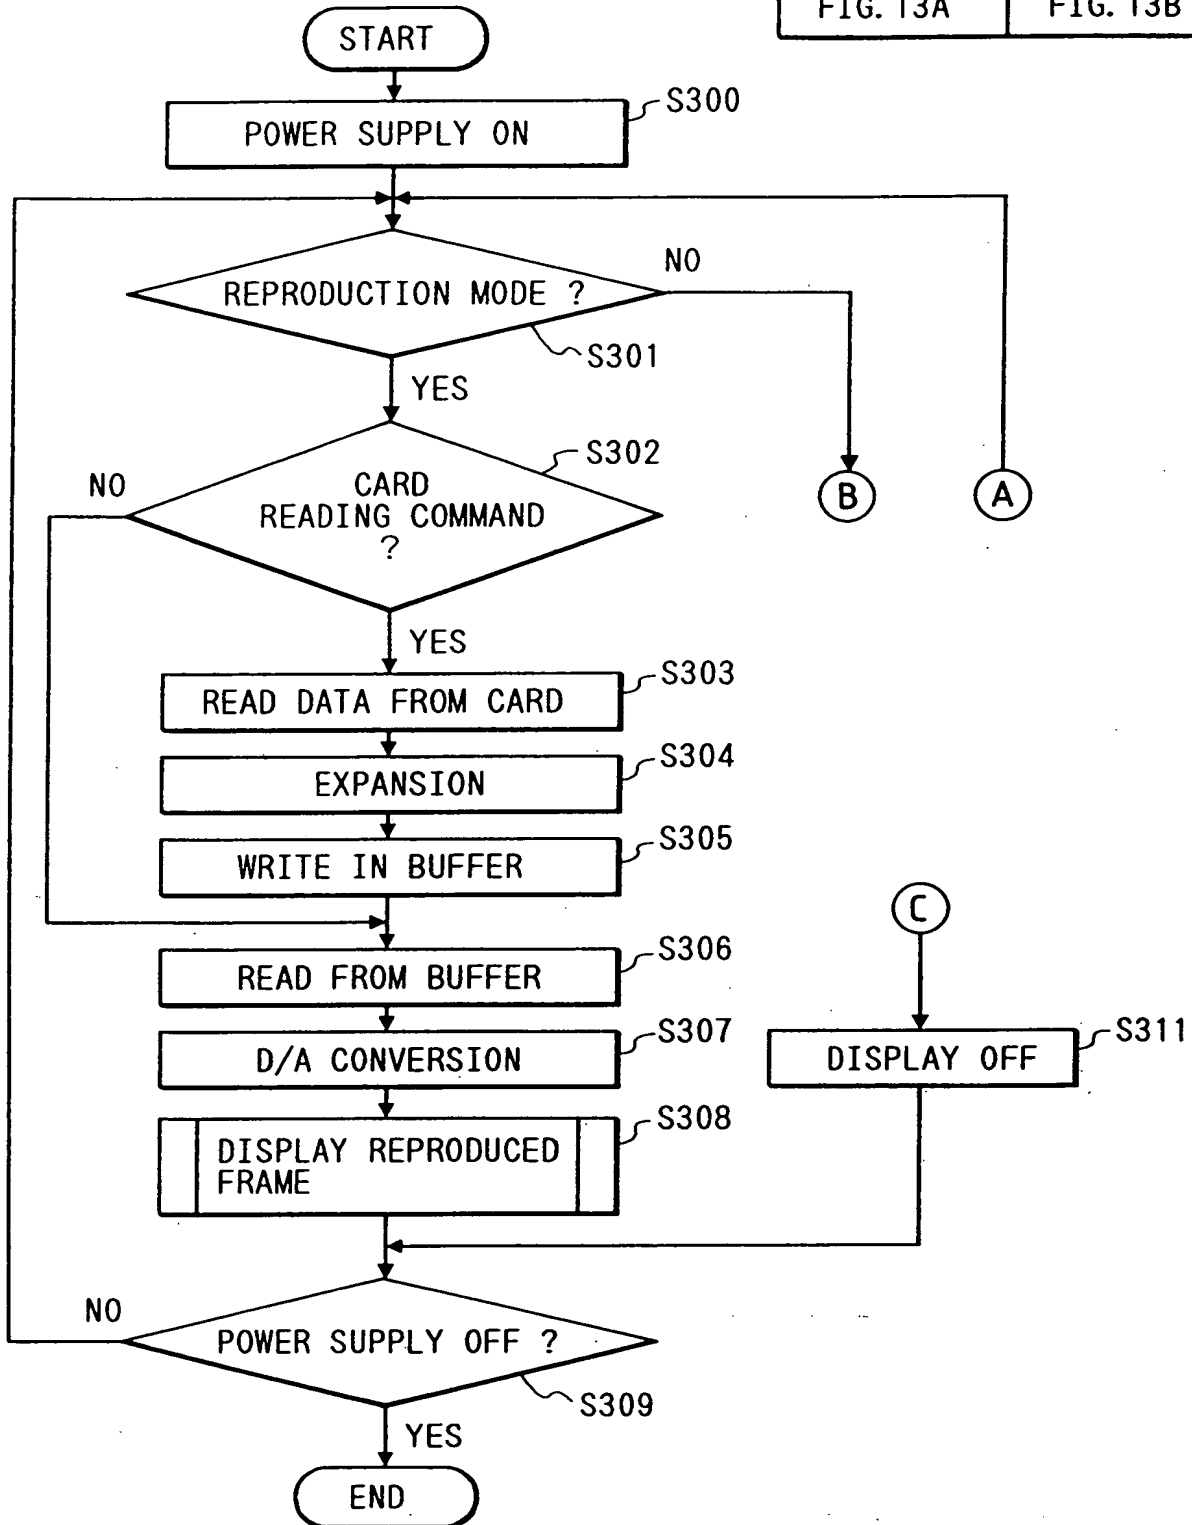 FIG. 13A
FIG. 13B
START
POWER SUPPLY ON
S300
REPRODUCTION MODE ?
NO
S301
YES
CARD
READING COMMAND
?
S302
NO
B
A
YES
READ DATA FROM CARD
S303
EXPANSION
S304
WRITE IN BUFFER
S305
C
READ FROM BUFFER
S306
D/A CONVERSION
S307
DISPLAY OFF
S311
DISPLAY REPRODUCED
FRAME
S308
NO
POWER SUPPLY OFF ?
S309
YES
END